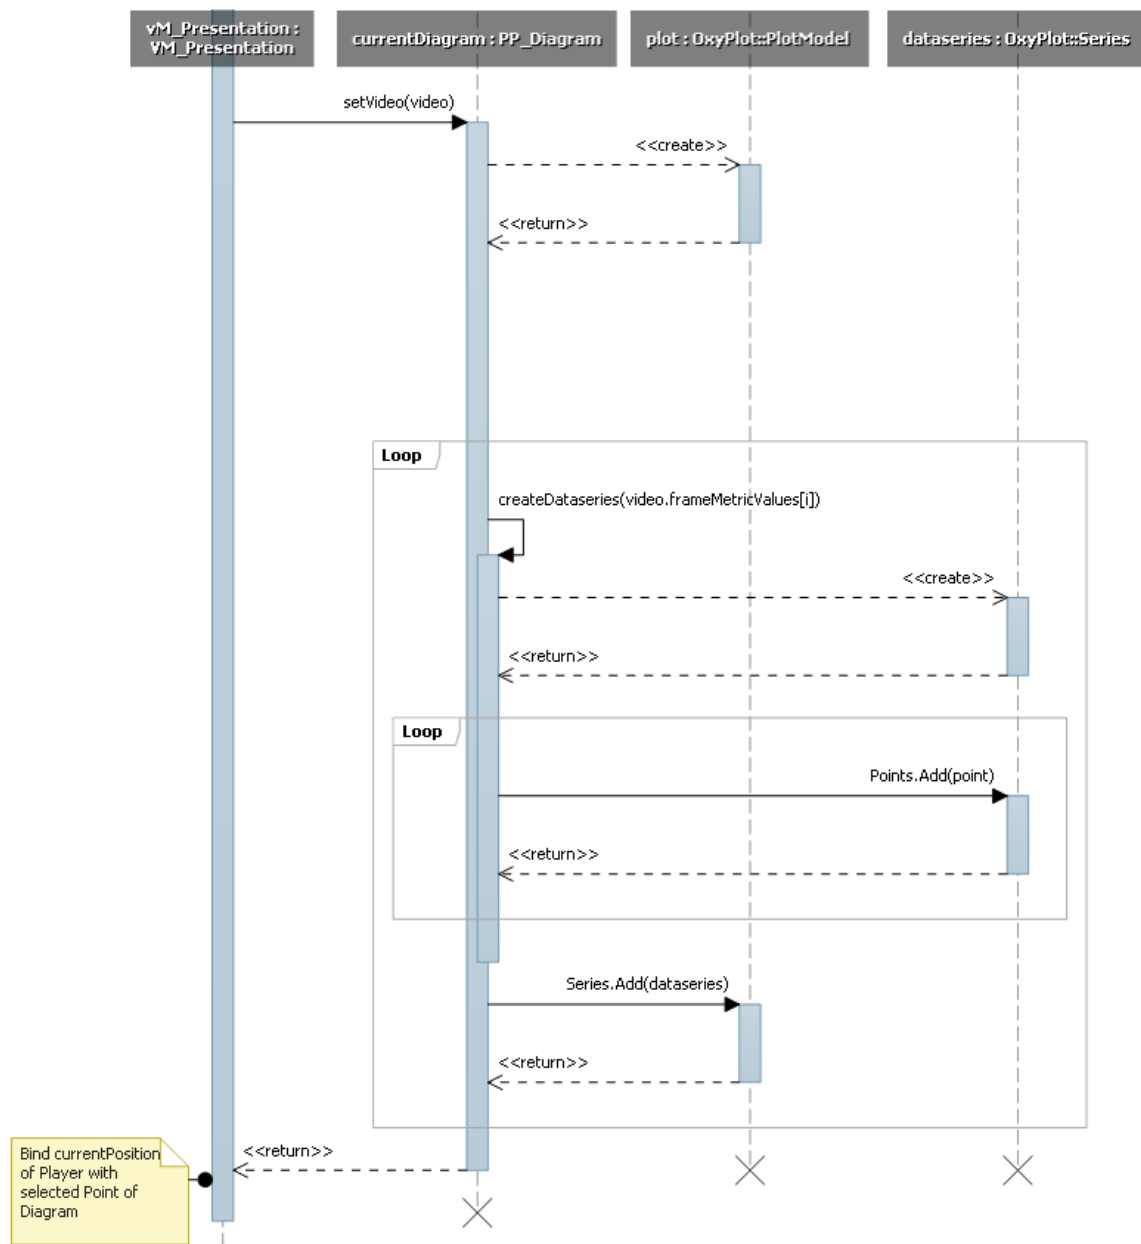 vM_Presentation :
VM_Presentation
currentDiagram : PP_Diagram
plot : OxyPlot::PlotModel
dataseries : OxyPlot::Series
setVideo(video)
<<create>>
<<return>>
Loop
createDataseries(video.frameMetricValues[i])
<<create>>
<<return>>
Loop
Points.Add(point)
<<return>>
Series.Add(dataseries)
<<return>>
<<return>>
Bind currentPosition
of Player with
selected Point of
Diagram